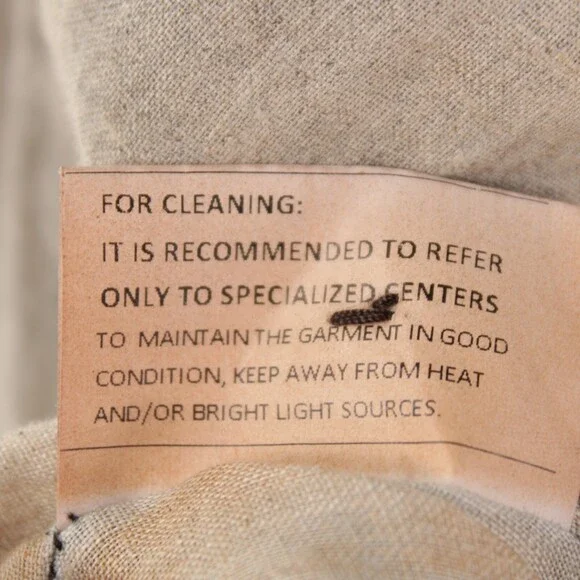 FOR CLEANING:
IT IS RECOMMENDED TO REFER
ONLY TO SPECIALIZED CENTERS
TO MAINTAIN THE GARMENT IN GOOD
CONDITION, KEEP AWAY FROM HEAT
AND/OR BRIGHT LIGHT SOURCES.